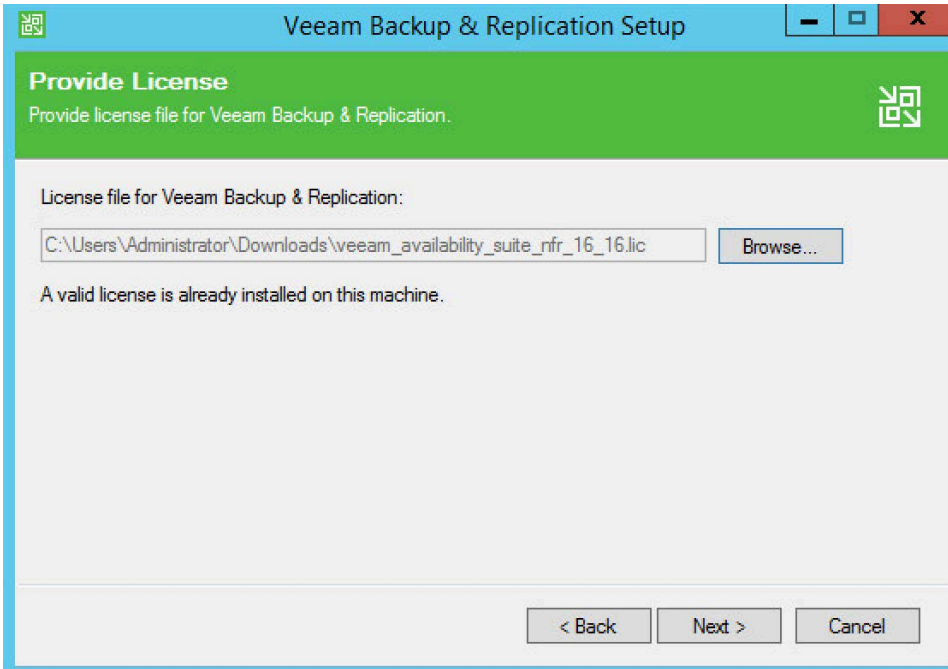 Veeam Backup & Replication Setup
Provide License
Provide license file for Veeam Backup & Replication.
License file for Veeam Backup & Replication:
C:\Users\Administrator\Downloads\veeam_availability_suite_nfr_16_16.lic
Browse...
A valid license is already installed on this machine.
< Back
Next >
Cancel